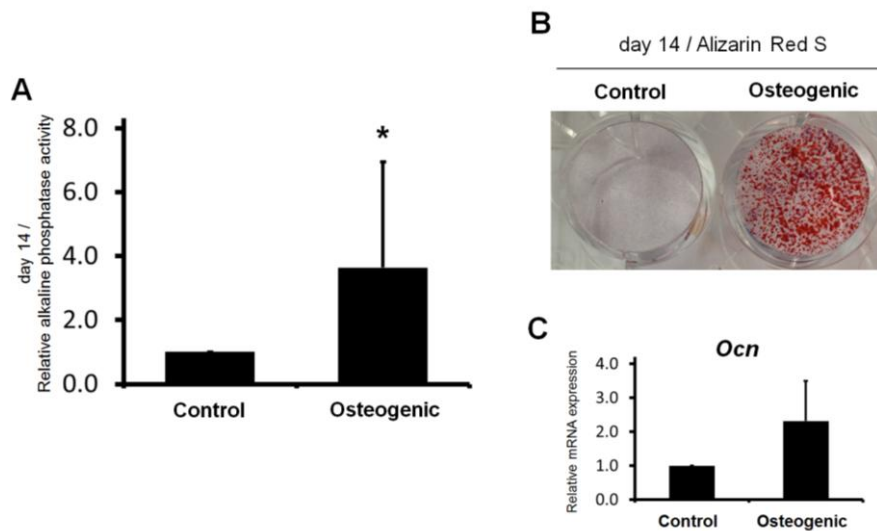 A
day 14 /
Relative alkaline phosphatase activity
8.0
6.0
4.0
2.0
0.0
*
Control
Osteogenic
B
day 14 / Alizarin Red S
Control
Osteogenic
C
Ocn
Relative mRNA expression
4.0
3.0
2.0
1.0
0.0
Control
Osteogenic